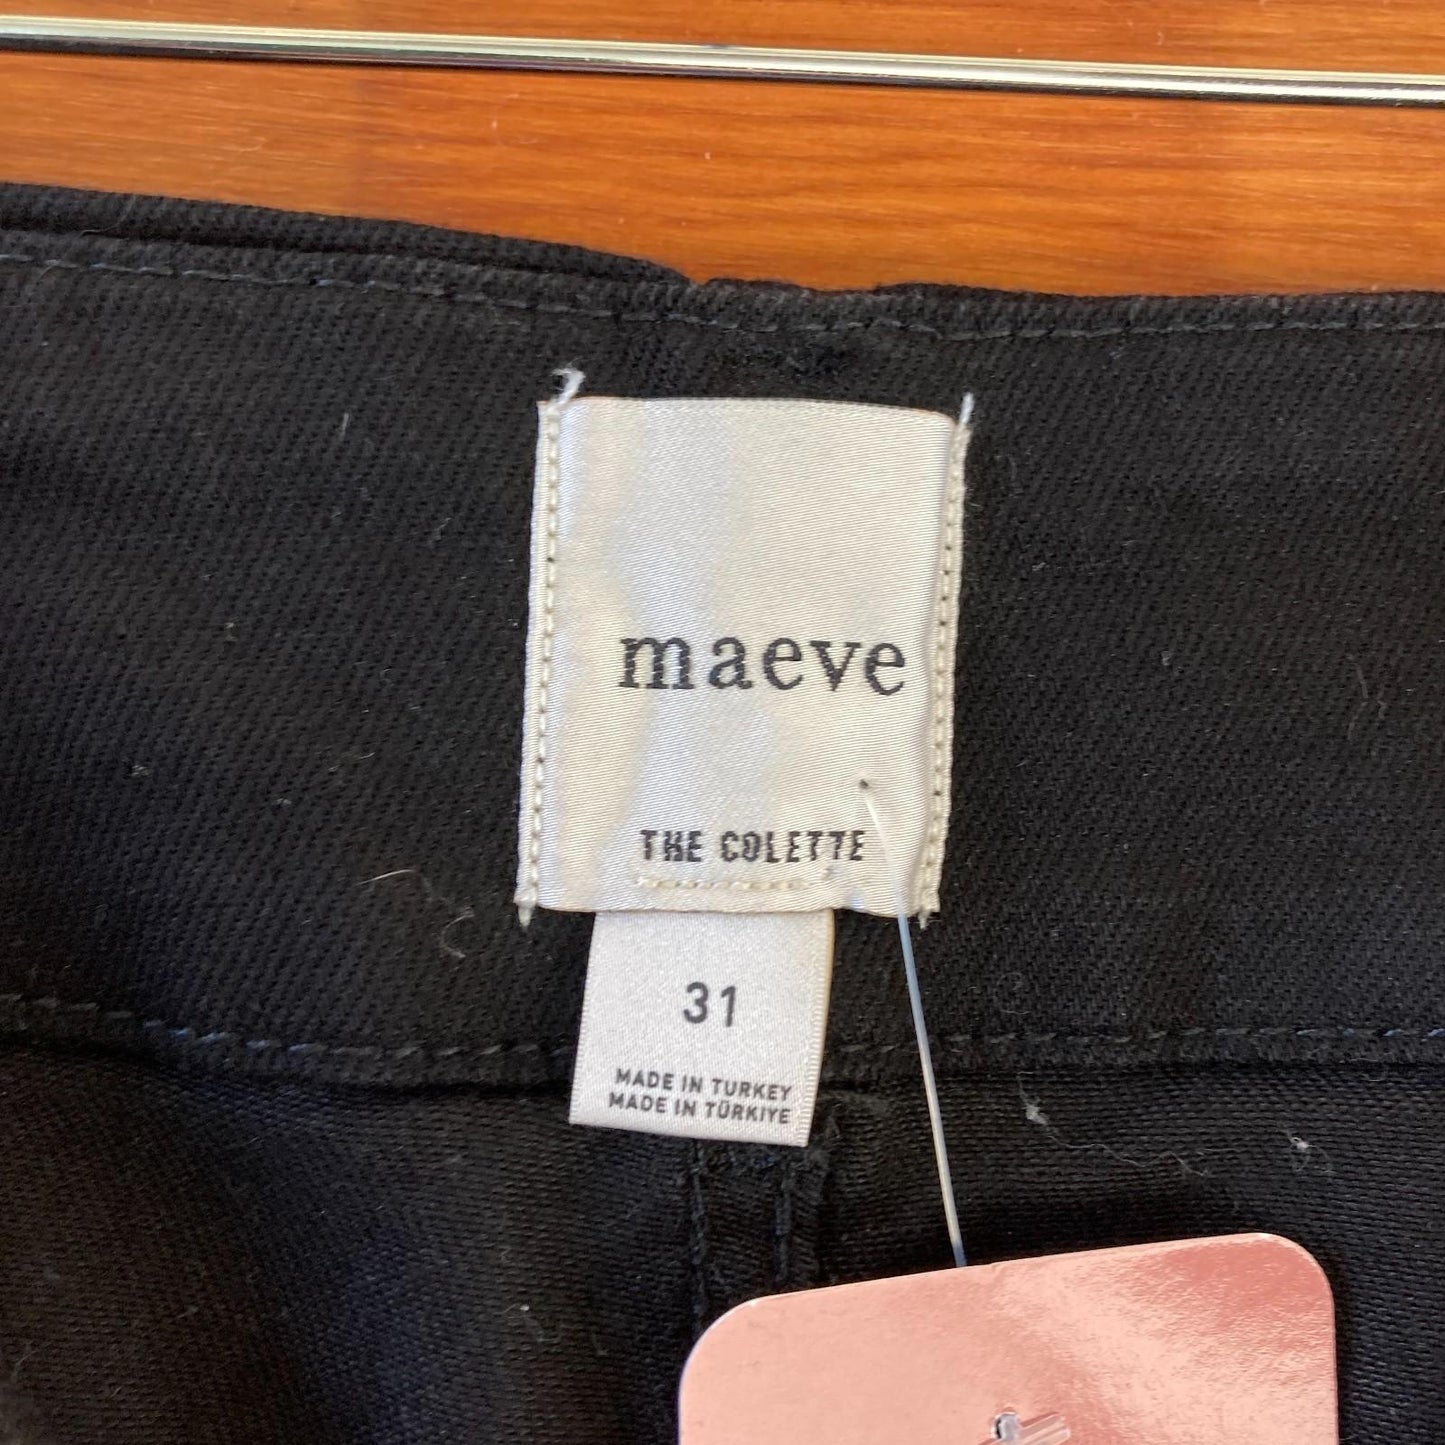 maeve
THE COLETTE
31
MADE IN TURKEY
MADE IN TÜRKIYE